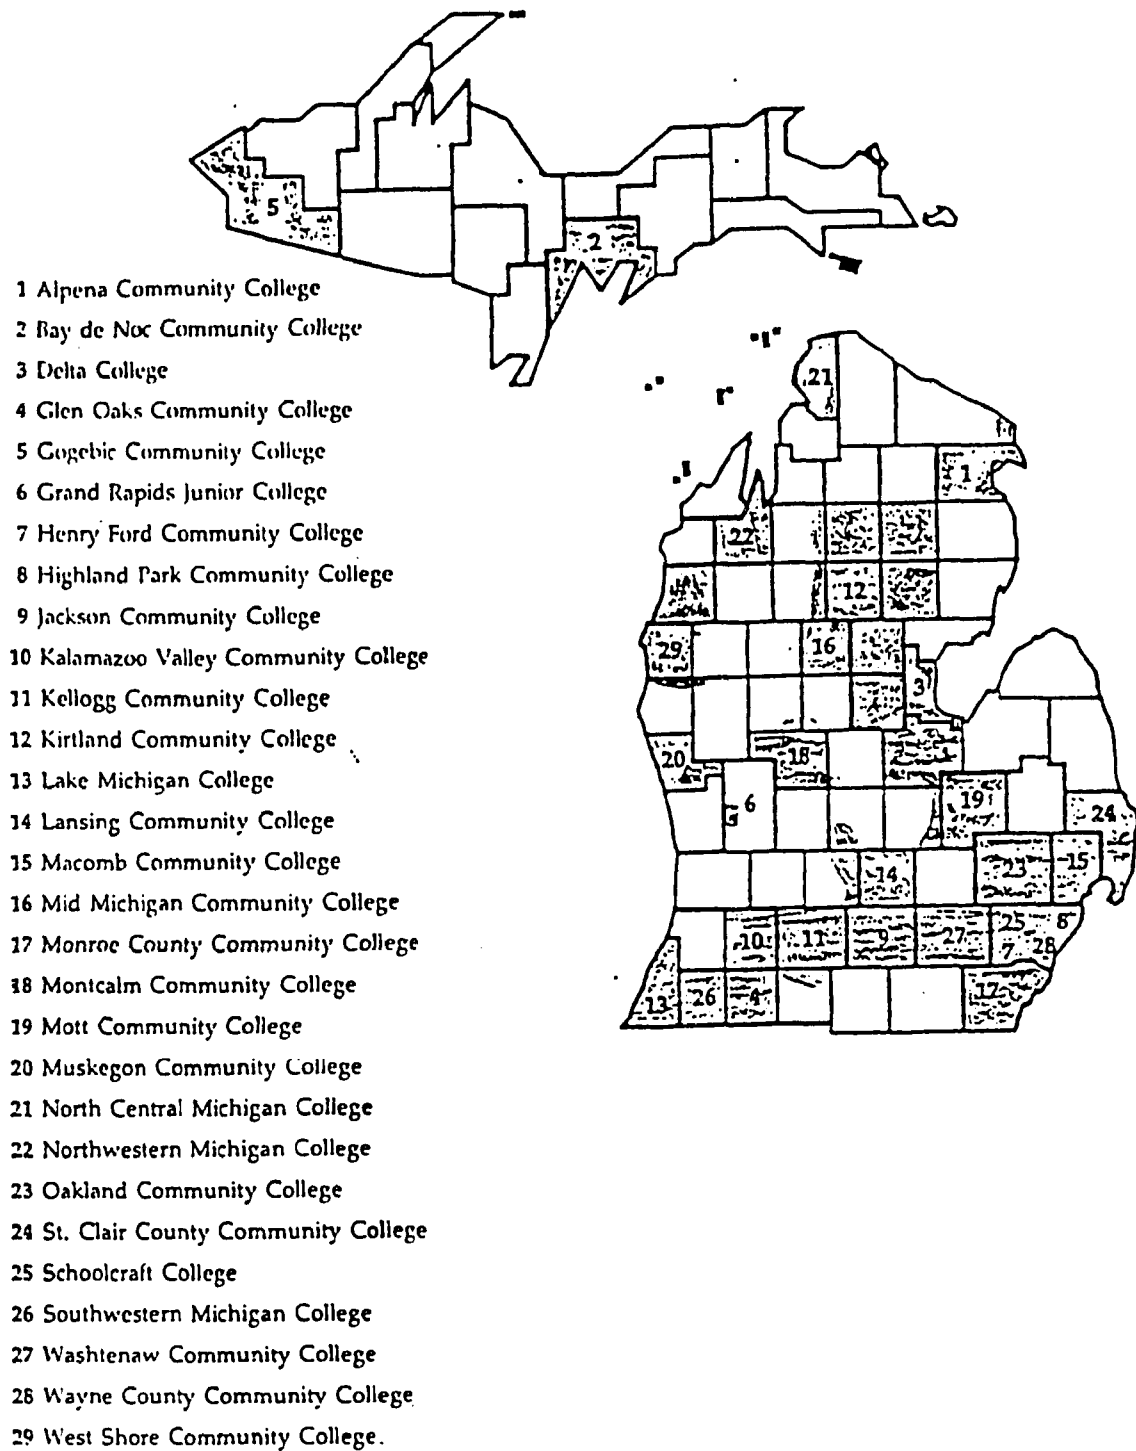 1 Alpena Community College
2 Bay de Noc Community College
3 Delta College
4 Glen Oaks Community College
5 Gogebic Community College
6 Grand Rapids Junior College
7 Henry Ford Community College
8 Highland Park Community College
9 Jackson Community College
10 Kalamazoo Valley Community College
11 Kellogg Community College
12 Kirtland Community College
13 Lake Michigan College
14 Lansing Community College
15 Macomb Community College
16 Mid Michigan Community College
17 Monroe County Community College
18 Montcalm Community College
19 Mott Community College
20 Muskegon Community College
21 North Central Michigan College
22 Northwestern Michigan College
23 Oakland Community College
24 St. Clair County Community College
25 Schoolcraft College
26 Southwestern Michigan College
27 Washtenaw Community College
28 Wayne County Community College
29 West Shore Community College.
5
2
21
1
22
12
29
16
3
20
18
6
19
24
14
23
15
10
11
9
27
25
8
7
28
13
26
4
17